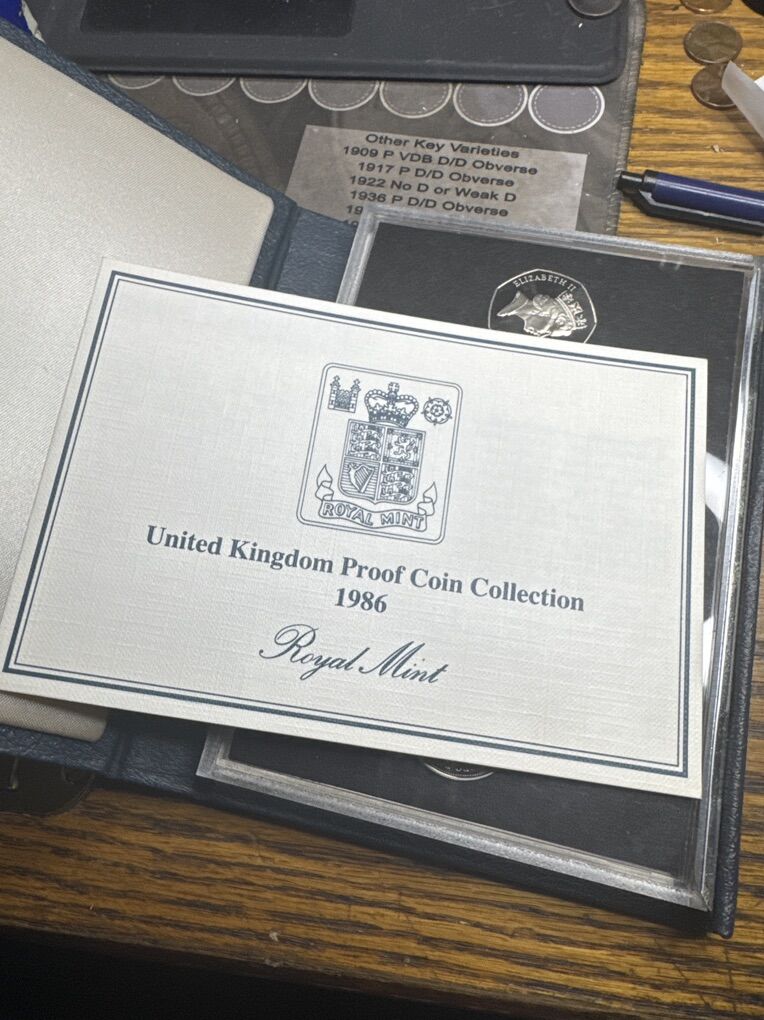 Other Key Varieties
1909 P VDB D/D Obverse
1917 P D/D Obverse
1922 No D or Weak D
1936 P D/D Obverse
19
ELIZABETH II
ROYAL MINT
United Kingdom Proof Coin Collection
1986
Royal Mint